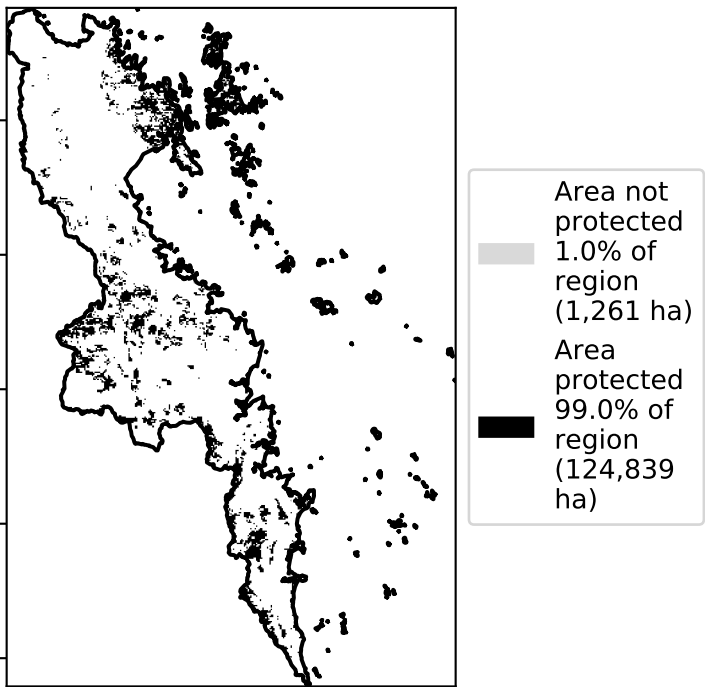 Area not
protected
1.0% of
region
(1,261 ha)
Area
protected
99.0% of
region
(124,839
ha)